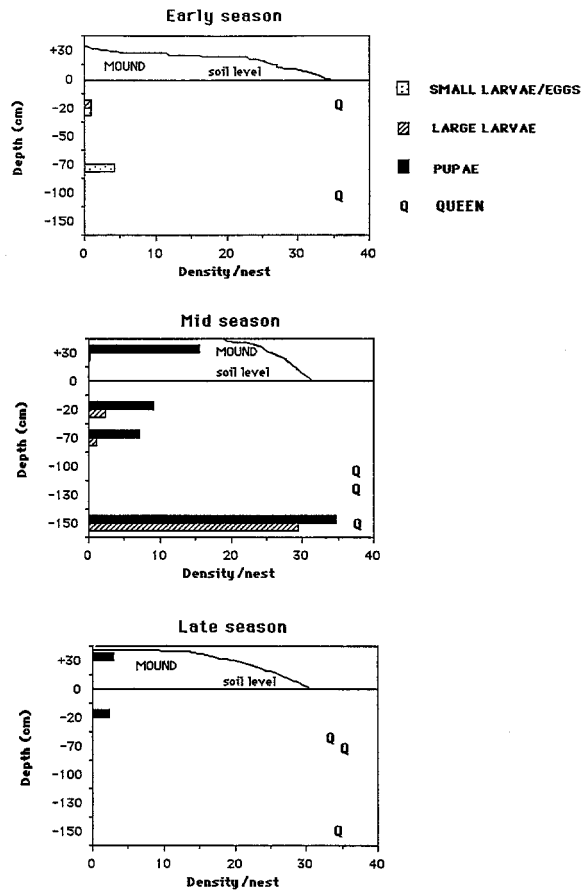 Early season
+30
MOUND
soil level
0
-20
-50
-70
-100
-150
Depth (cm)
0 10 20 30 40
Density/nest
Q
Q
SMALL LARVAE/EGGS
LARGE LARVAE
PUPAE
Q QUEEN
Mid season
+30
MOUND
soil level
0
-20
-70
-100
-130
-150
Depth (cm)
Q
Q
Q
0 10 20 30 40
Density/nest
Late season
+30
MOUND
soil level
0
-20
-70
-100
-130
-150
Depth (cm)
Q
Q
Q
0 10 20 30 40
Density/nest